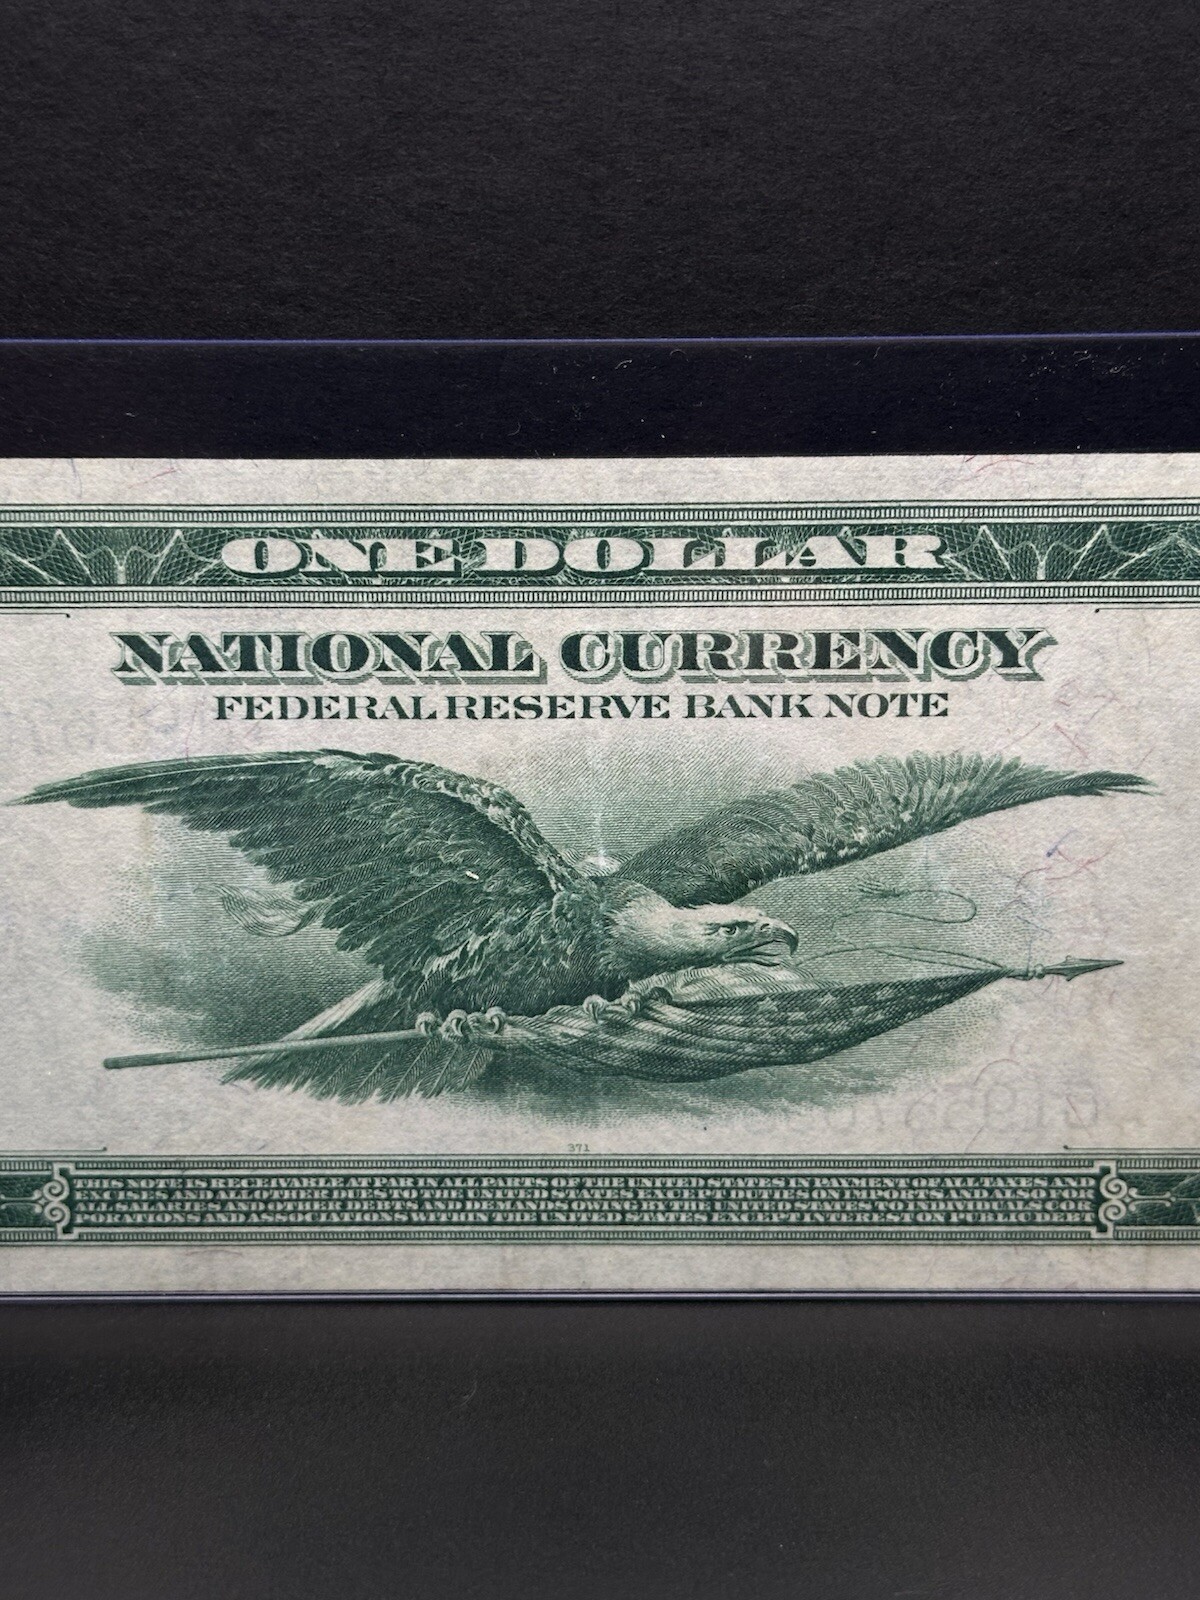 ONE DOLLAR
NATIONAL CURRENCY
FEDERAL RESERVE BANK NOTE
371
THIS NOTE IS RECEIVABLE AT PAR IN ALL PARTS OF THE UNITED STATES IN PAYMENT OF ALL TAXES AND
EXCISES AND ALL OTHER DUES TO THE UNITED STATES EXCEPT DUTIES ON IMPORTS AND ALSO FOR
ALL SALARIES AND OTHER DEBTS AND DEMANDS OWING BY THE UNITED STATES TO INDIVIDUALS COR
PORATIONS AND ASSOCIATIONS WITHIN THE UNITED STATES EXCEPT INTEREST ON PUBLIC DEBT